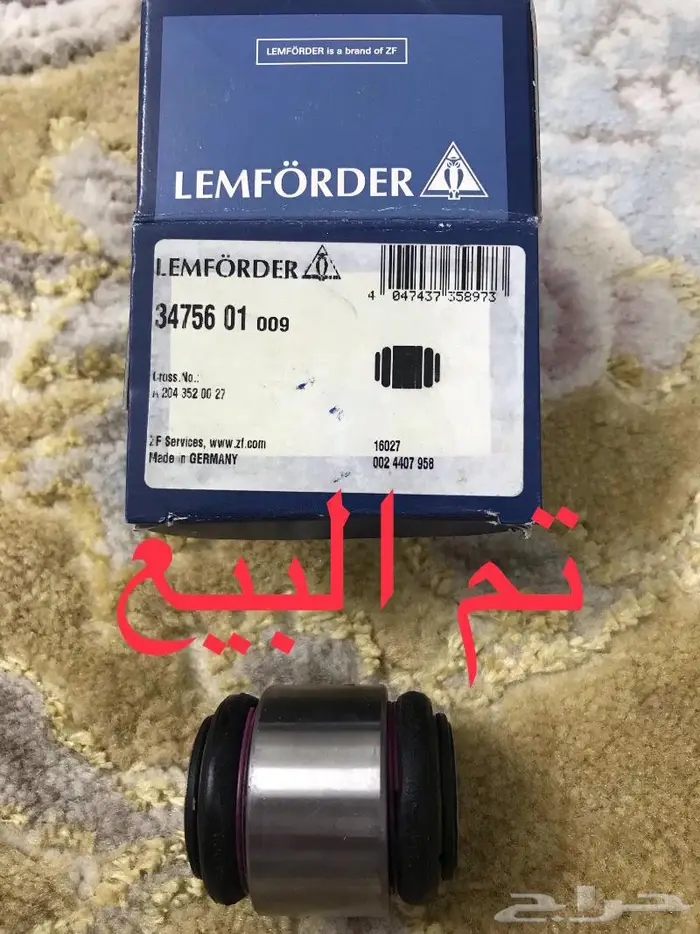 LEMFÖRDER is a brand of ZF
LEMFÖRDER
LEMFÖRDER
4 047437 358973
34756 01 009
Cross.No.:
A 204 352 00 27
ZF Services, www.zf.com
Made in GERMANY
16027
002 4407 958
تم البيع
حراج